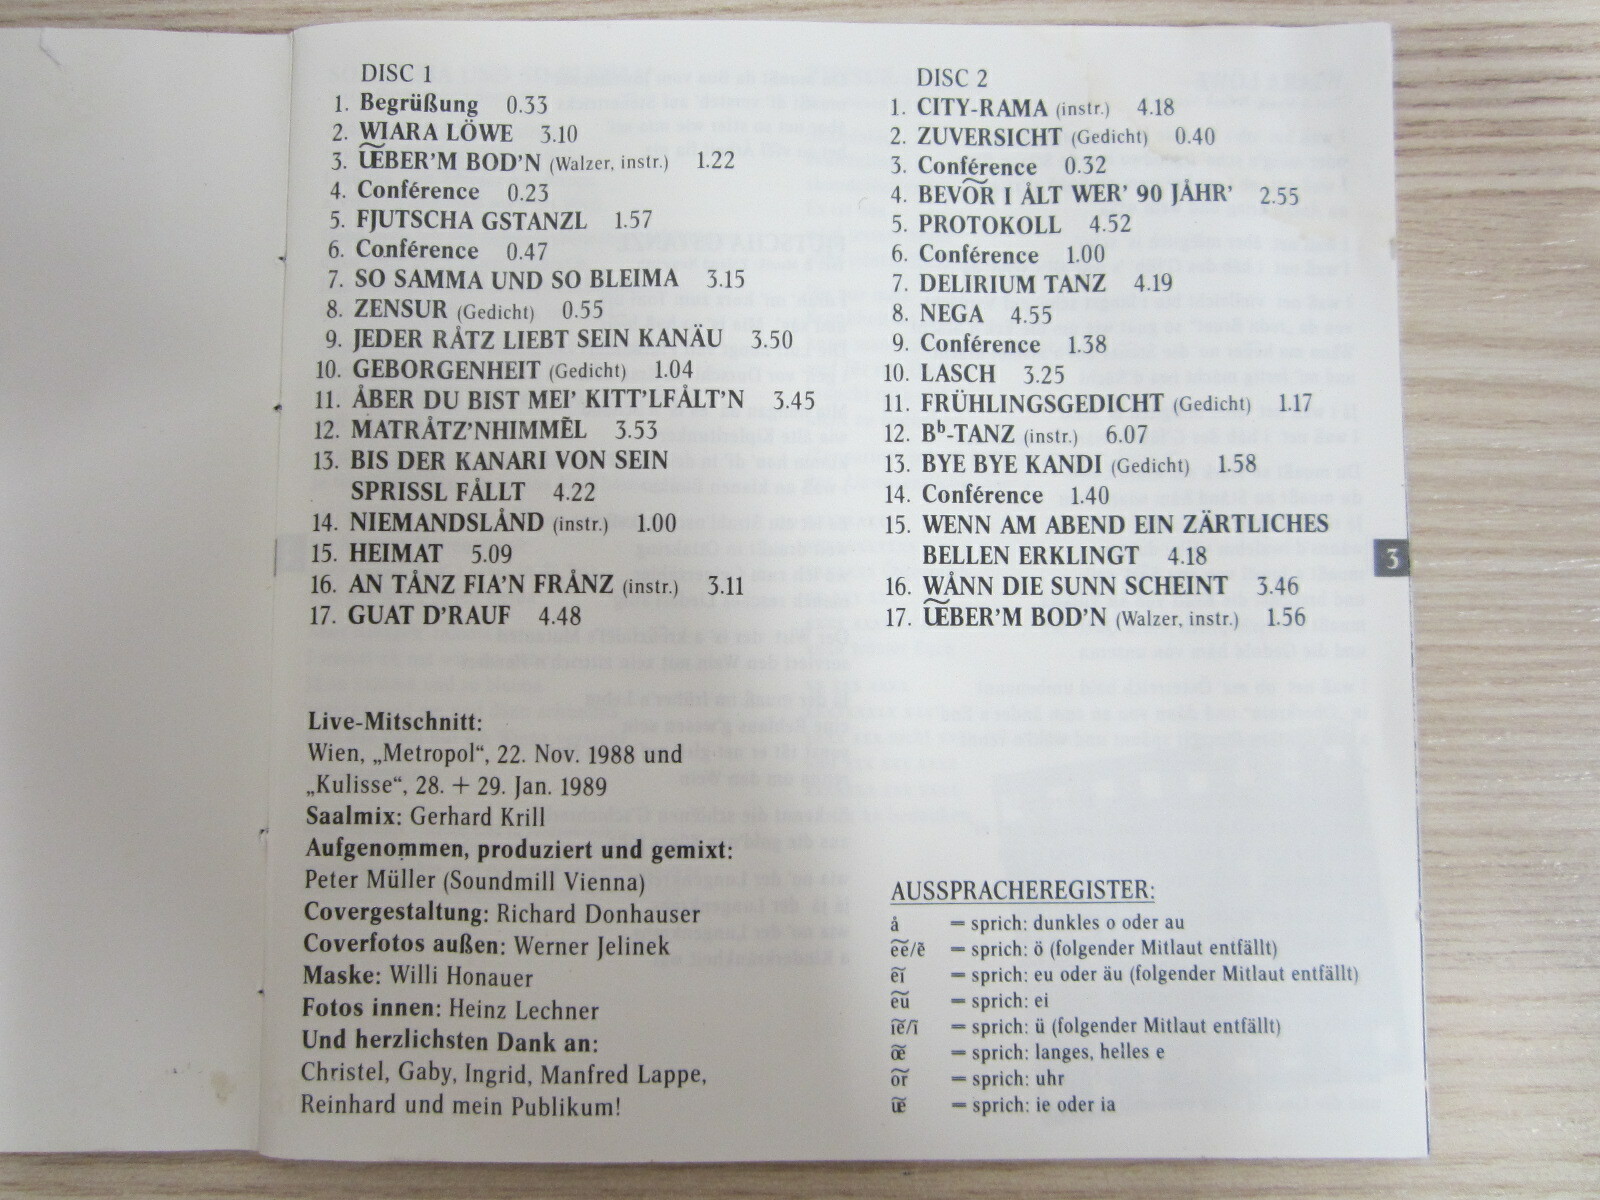 DISC 1
1. Begrüßung 0.33
2. WIARA LÖWE 3.10
3. U͠EBER'M BOD'N (Walzer, instr.) 1.22
4. Conférence 0.23
5. FJUTSCHA GSTANZL 1.57
6. Conférence 0.47
7. SO SAMMA UND SO BLEIMA 3.15
8. ZENSUR (Gedicht) 0.55
9. JEDER RÅTZ LIEBT SEIN KANÄU 3.50
10. GEBORGENHEIT (Gedicht) 1.04
11. ÅBER DU BIST MEI' KITT'LFÅLT'N 3.45
12. MATRÅTZ'NHIMMẼL 3.53
13. BIS DER KANARI VON SEIN
SPRISSL FÅLLT 4.22
14. NIEMANDSLÅND (instr.) 1.00
15. HEIMAT 5.09
16. AN TÅNZ FIA'N FRÅNZ (instr.) 3.11
17. GUAT D'RAUF 4.48
Live-Mitschnitt:
Wien, „Metropol“, 22. Nov. 1988 und
„Kulisse“, 28. + 29. Jan. 1989
Saalmix: Gerhard Krill
Aufgenommen, produziert und gemixt:
Peter Müller (Soundmill Vienna)
Covergestaltung: Richard Donhauser
Coverfotos außen: Werner Jelinek
Maske: Willi Honauer
Fotos innen: Heinz Lechner
Und herzlichsten Dank an:
Christel, Gaby, Ingrid, Manfred Lappe,
Reinhard und mein Publikum!
DISC 2
1. CITY-RAMA (instr.) 4.18
2. ZUVERSICHT (Gedicht) 0.40
3. Conférence 0.32
4. BEVO͠R I ÅLT WER' 90 JÅHR' 2.55
5. PROTOKOLL 4.52
6. Conférence 1.00
7. DELIRIUM TANZ 4.19
8. NEGA 4.55
9. Conférence 1.38
10. LASCH 3.25
11. FRÜHLINGSGEDICHT (Gedicht) 1.17
12. Bᵇ-TANZ (instr.) 6.07
13. BYE BYE KANDI (Gedicht) 1.58
14. Conférence 1.40
15. WENN AM ABEND EIN ZÄRTLICHES
BELLEN ERKLINGT 4.18
16. WÅNN DIE SUNN SCHEINT 3.46
17. U͠EBER'M BOD'N (Walzer, instr.) 1.56
3
AUSSPRACHEREGISTER:
å = sprich: dunkles o oder au
e͠e/ẽ = sprich: ö (folgender Mitlaut entfällt)
e͠i = sprich: eu oder äu (folgender Mitlaut entfällt)
e͠u = sprich: ei
i͠e/ĩ = sprich: ü (folgender Mitlaut entfällt)
œ̃ = sprich: langes, helles e
o͠r = sprich: uhr
u͠e = sprich: ie oder ia